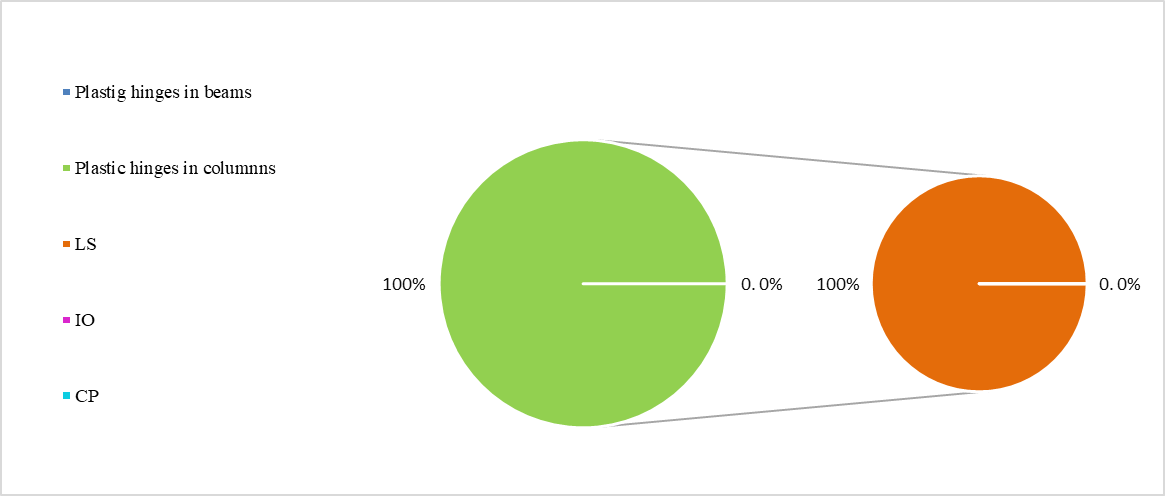 Plastig hinges in beams
Plastic hinges in columnns
LS
IO
CP
100%
0.0%
100%
0.0%